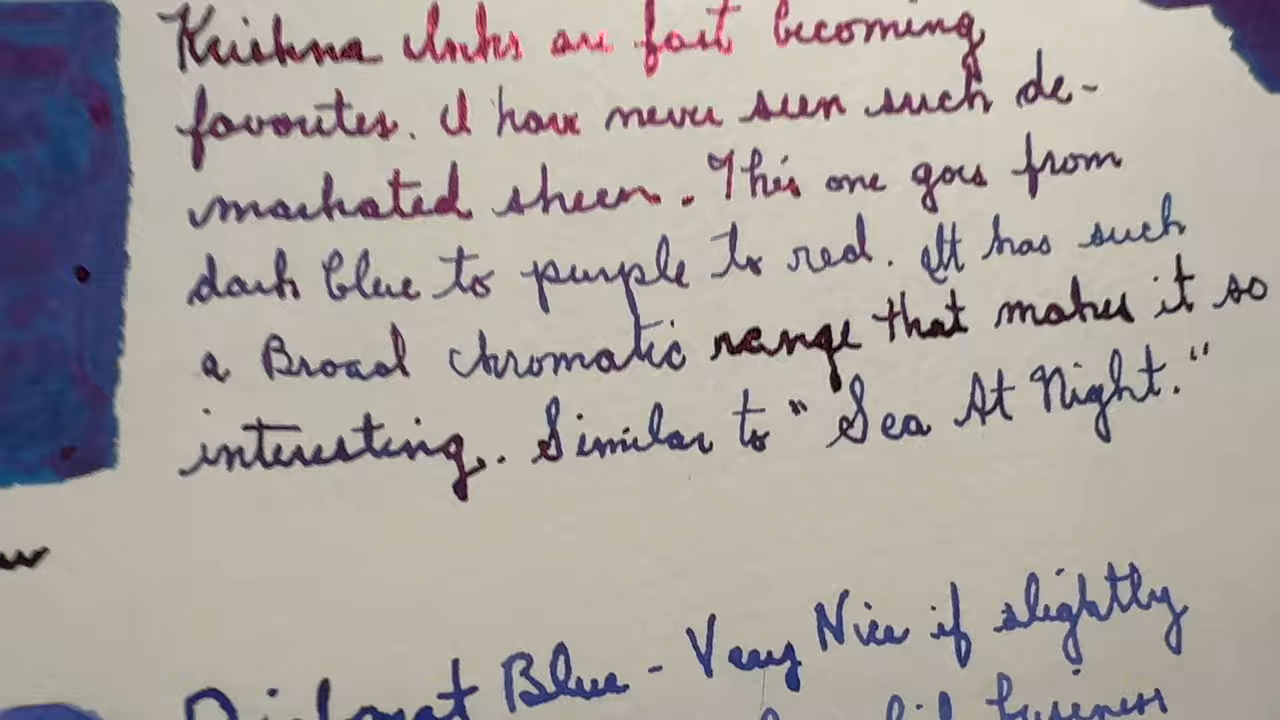 Krishna Inks are fast becoming
favorites. I have never seen such de-
markated sheen. This one goes from
dark blue to purple to red. It has such
a Broad chromatic range that makes it so
interesting. Similar to "Sea At Night."
w
Diplomat Blue - Very Nice if slightly
business